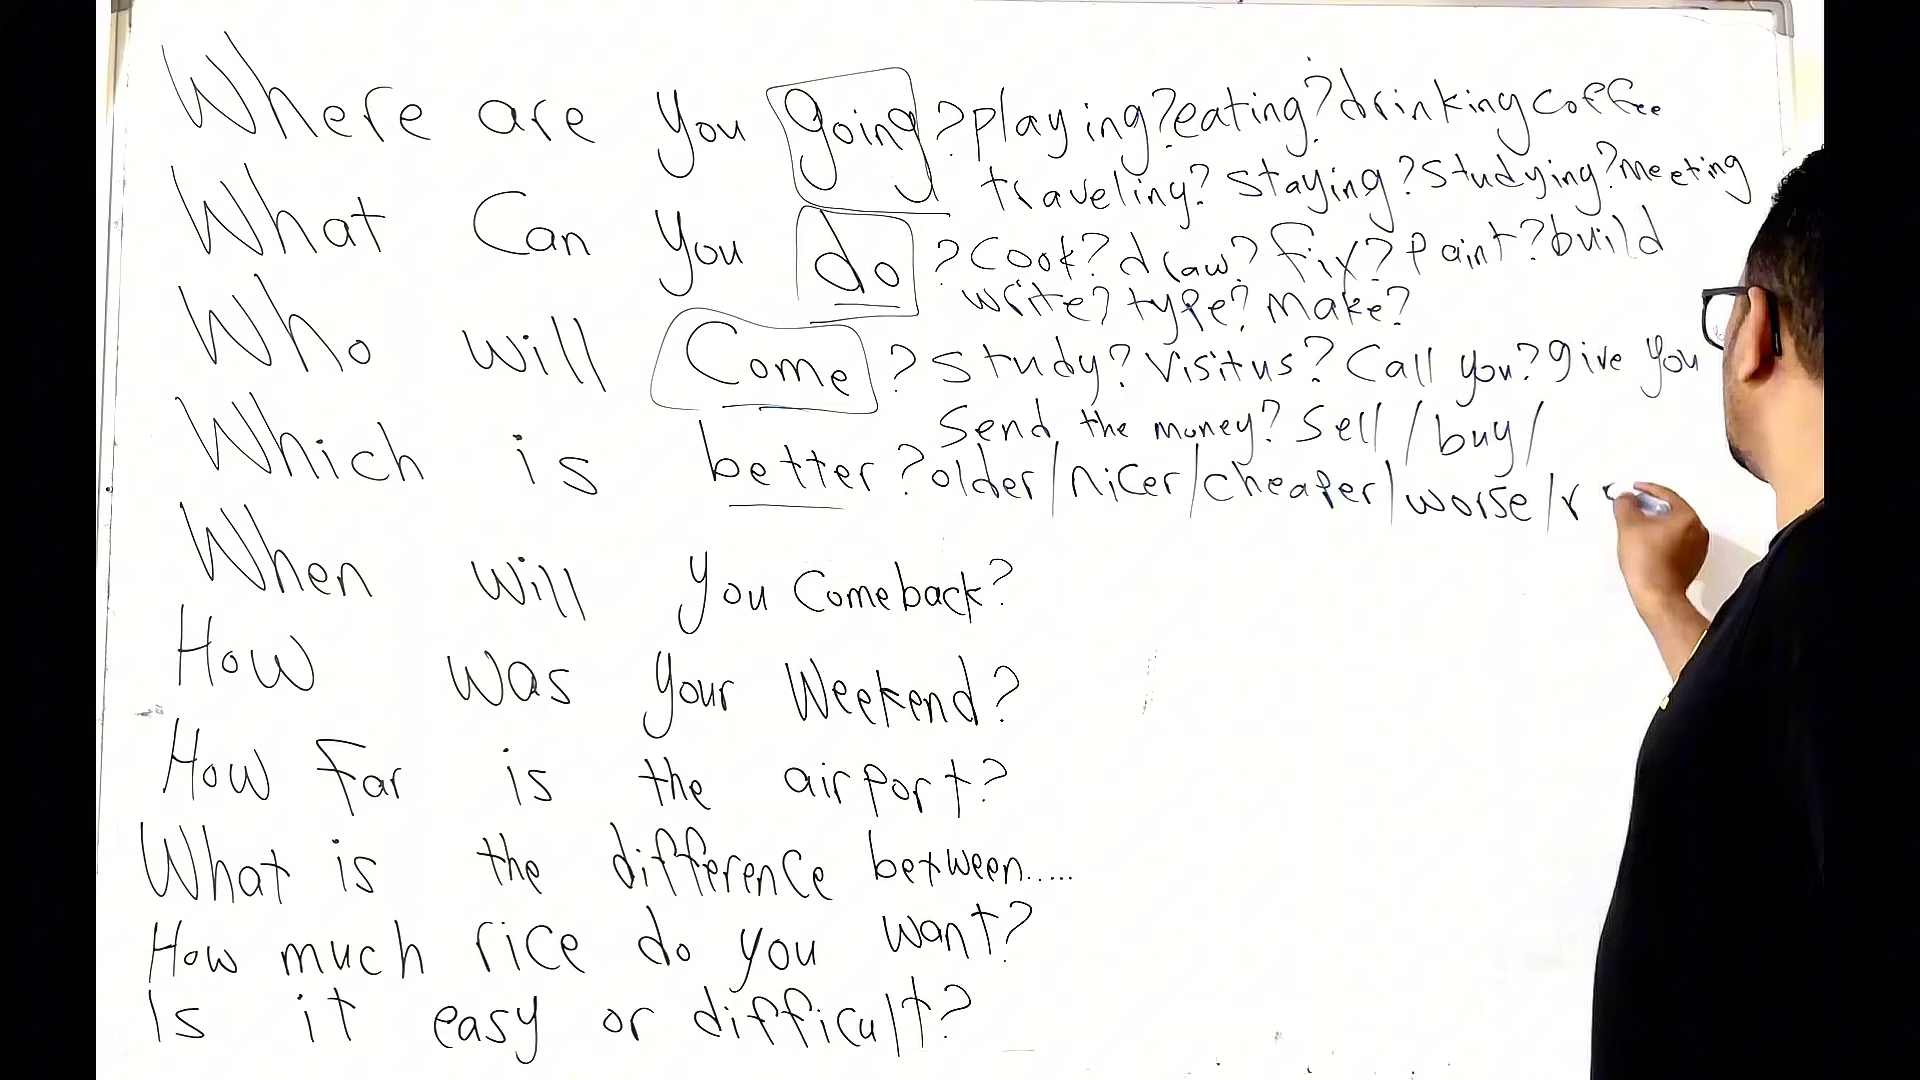 Where are you going? playing? eating? drinking coffee
traveling? staying? studying? meeting
What Can you do? Cook? draw? fix? paint? build
write? type? make?
Who will Come? study? visit us? Call you? give you
Send the money? Sell / buy /
Which is better? older / nicer / cheaper / worse / r
When will you Come back?
How was your Weekend?
How far is the airport?
What is the difference between.....
How much rice do you want?
Is it easy or difficult?